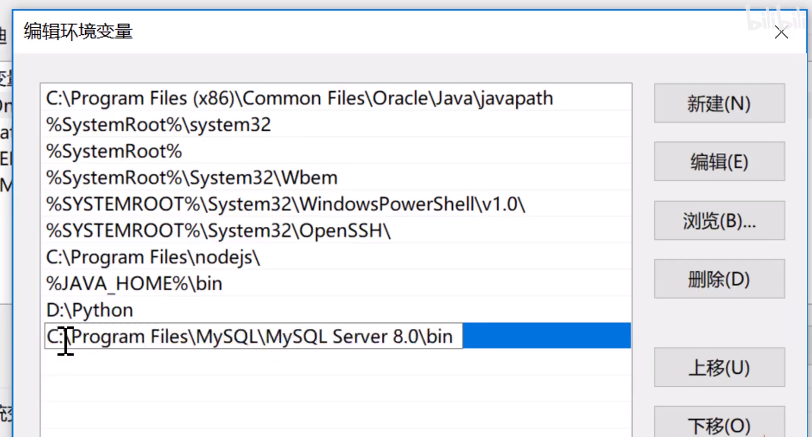 bilibili
编辑环境变量
C:\Program Files (x86)\Common Files\Oracle\Java\javapath
%SystemRoot%\system32
%SystemRoot%
%SystemRoot%\System32\Wbem
%SYSTEMROOT%\System32\WindowsPowerShell\v1.0\
%SYSTEMROOT%\System32\OpenSSH\
C:\Program Files\nodejs\
%JAVA_HOME%\bin
D:\Python
C:\Program Files\MySQL\MySQL Server 8.0\bin
新建(N)
编辑(E)
浏览(B)...
删除(D)
上移(U)
下移(O)